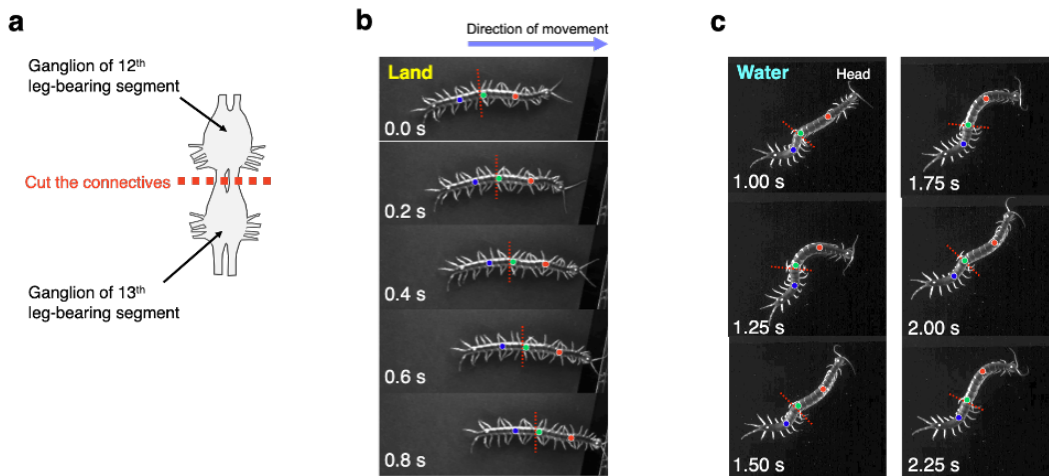 a
Ganglion of 12th
leg-bearing segment
Cut the connectives
Ganglion of 13th
leg-bearing segment
b
Direction of movement
Land
0.0 s
0.2 s
0.4 s
0.6 s
0.8 s
c
Water
Head
1.00 s
1.25 s
1.50 s
1.75 s
2.00 s
2.25 s